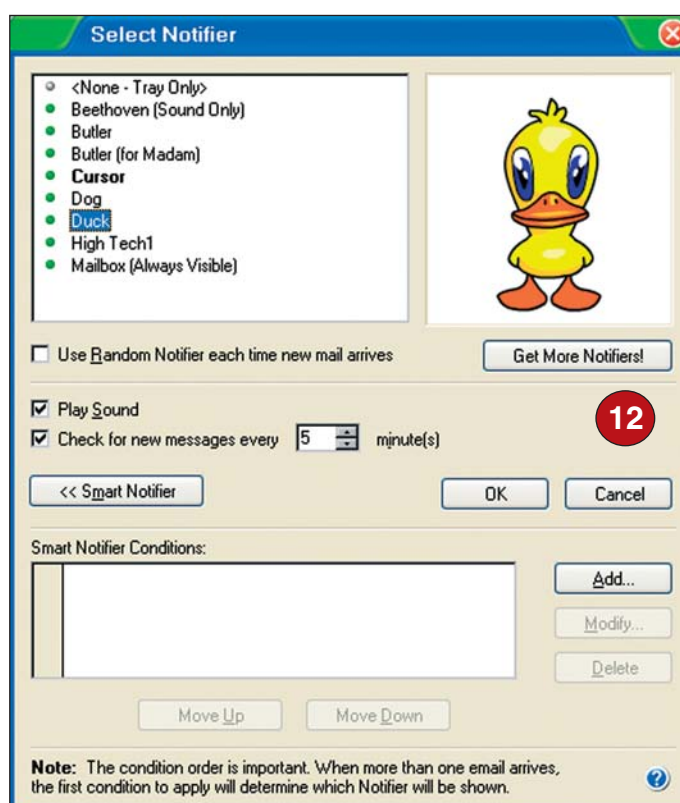 Select Notifier
<None - Tray Only>
Beethoven (Sound Only)
Butler
Butler (for Madam)
Cursor
Dog
Duck
High Tech1
Mailbox (Always Visible)
Use Random Notifier each time new mail arrives
Get More Notifiers!
Play Sound
Check for new messages every 5 minute(s)
12
<< Smart Notifier
OK
Cancel
Smart Notifier Conditions:
Add...
Modify...
Delete
Move Up
Move Down
Note: The condition order is important. When more than one email arrives,
the first condition to apply will determine which Notifier will be shown.
?